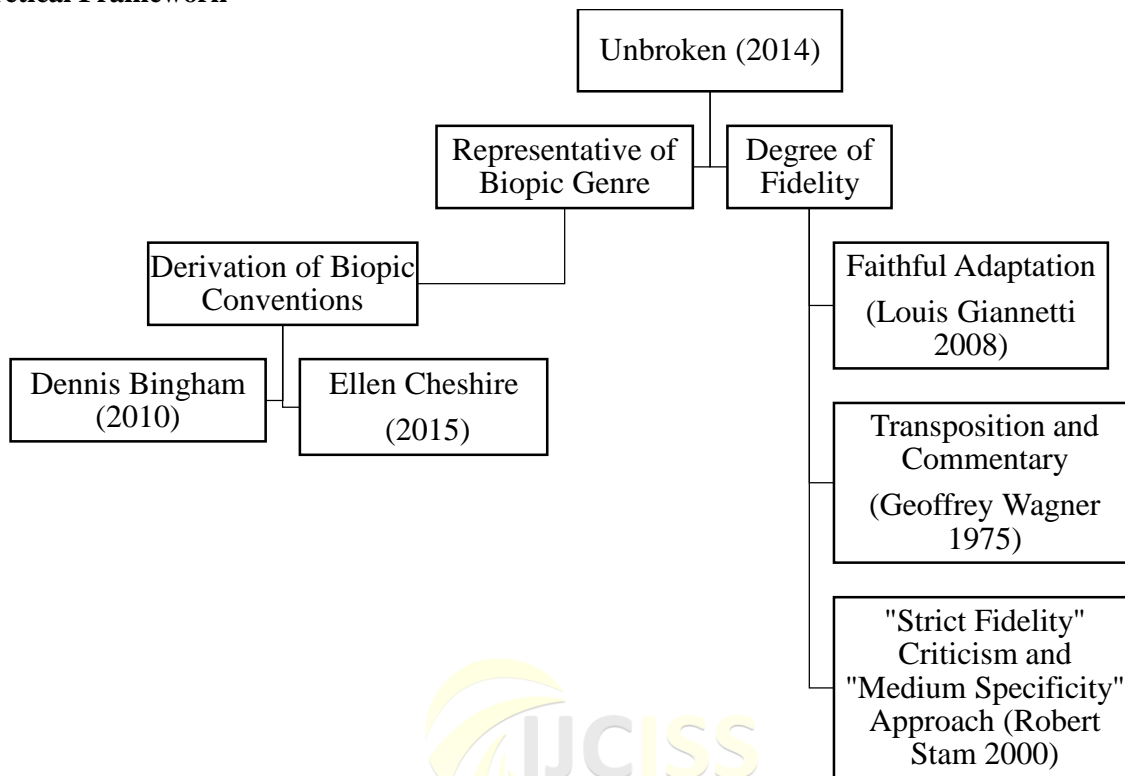 Unbroken (2014)
Representative of
Biopic Genre
Degree of
Fidelity
Derivation of Biopic
Conventions
Dennis Bingham
(2010)
Ellen Cheshire
(2015)
Faithful Adaptation
(Louis Giannetti
2008)
Transposition and
Commentary
(Geoffrey Wagner
1975)
"Strict Fidelity"
Criticism and
"Medium Specificity"
Approach (Robert
Stam 2000)
IJCISS